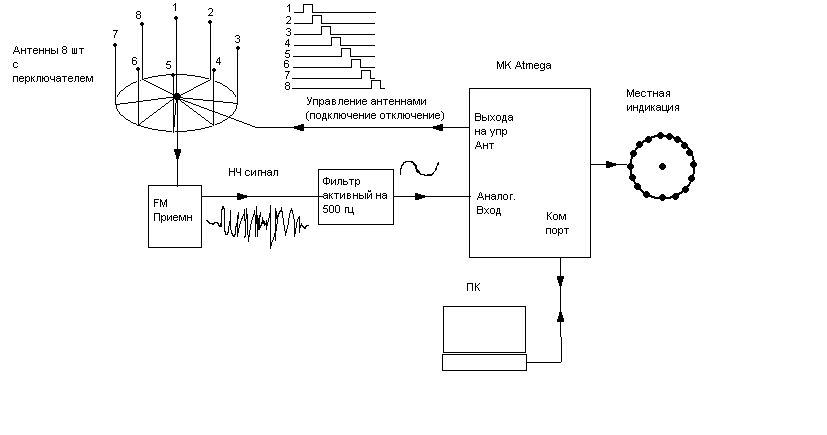 1
2
3
4
5
6
7
8
Антенны 8 шт
с
перключателем
8
1
2
7
3
6
5
4
МК Atmega
Местная
индикация
Управление антеннами
(подключение отключение)
Выхода
на упр
Ант
НЧ сигнал
FM
Приемн
Фильтр
активный на
500 гц
Аналог.
Вход
Ком
порт
ПК